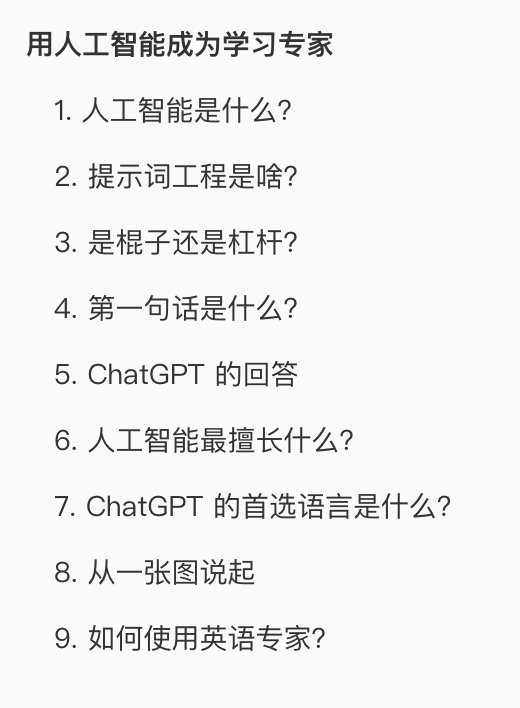 用人工智能成为学习专家
1. 人工智能是什么?
2. 提示词工程是啥?
3. 是棍子还是杠杆?
4. 第一句话是什么?
5. ChatGPT 的回答
6. 人工智能最擅长什么?
7. ChatGPT 的首选语言是什么?
8. 从一张图说起
9. 如何使用英语专家?